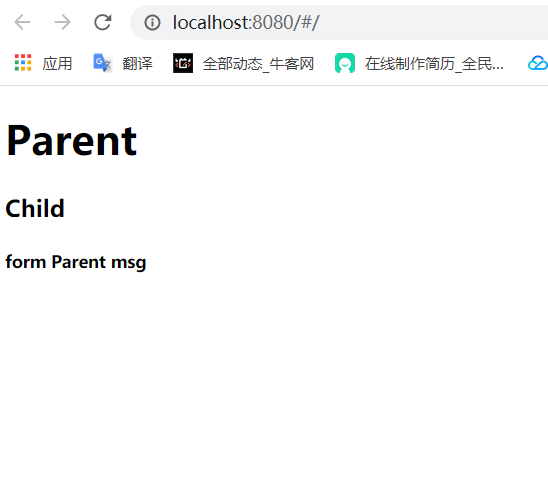 localhost:8080/#/
应用 翻译 全部动态_牛客网 在线制作简历_全民...
Parent
Child
form Parent msg